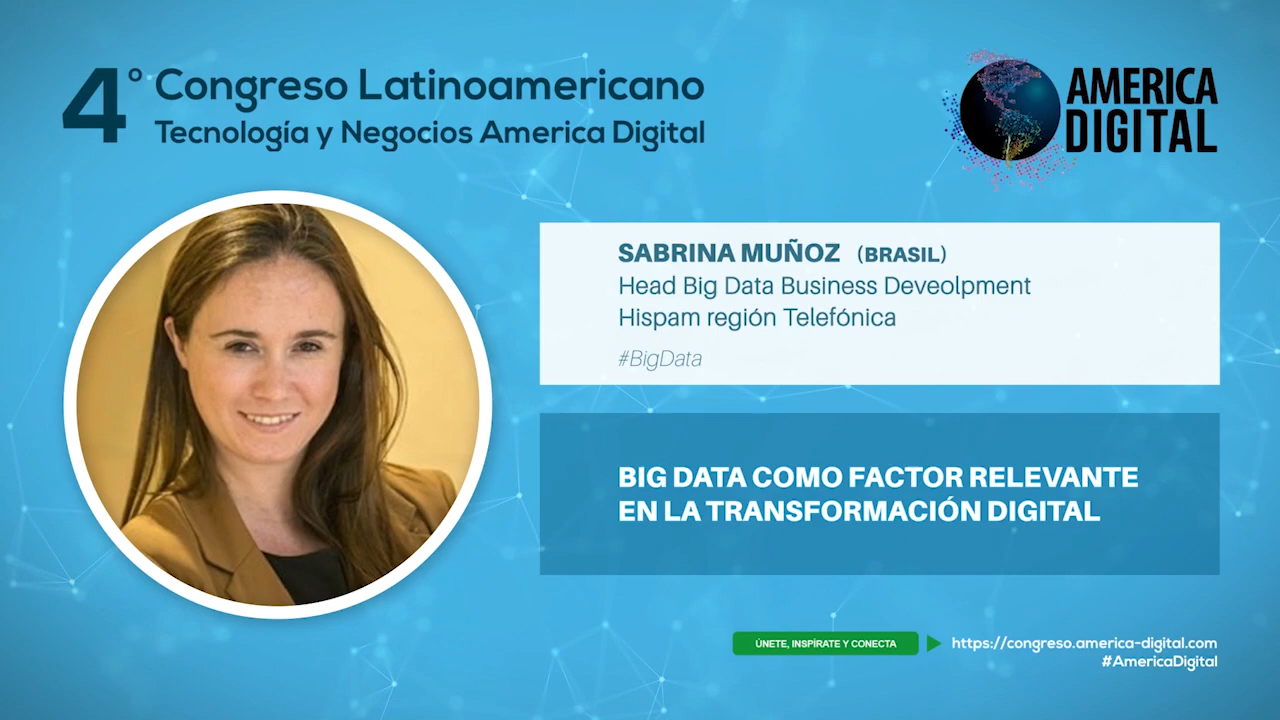 4° Congreso Latinoamericano
Tecnología y Negocios America Digital
AMERICA
DIGITAL
SABRINA MUÑOZ (BRASIL)
Head Big Data Business Deveolpment
Hispam región Telefónica
#BigData
BIG DATA COMO FACTOR RELEVANTE
EN LA TRANSFORMACIÓN DIGITAL
ÚNETE, INSPÍRATE Y CONECTA
https://congreso.america-digital.com
#AmericaDigital